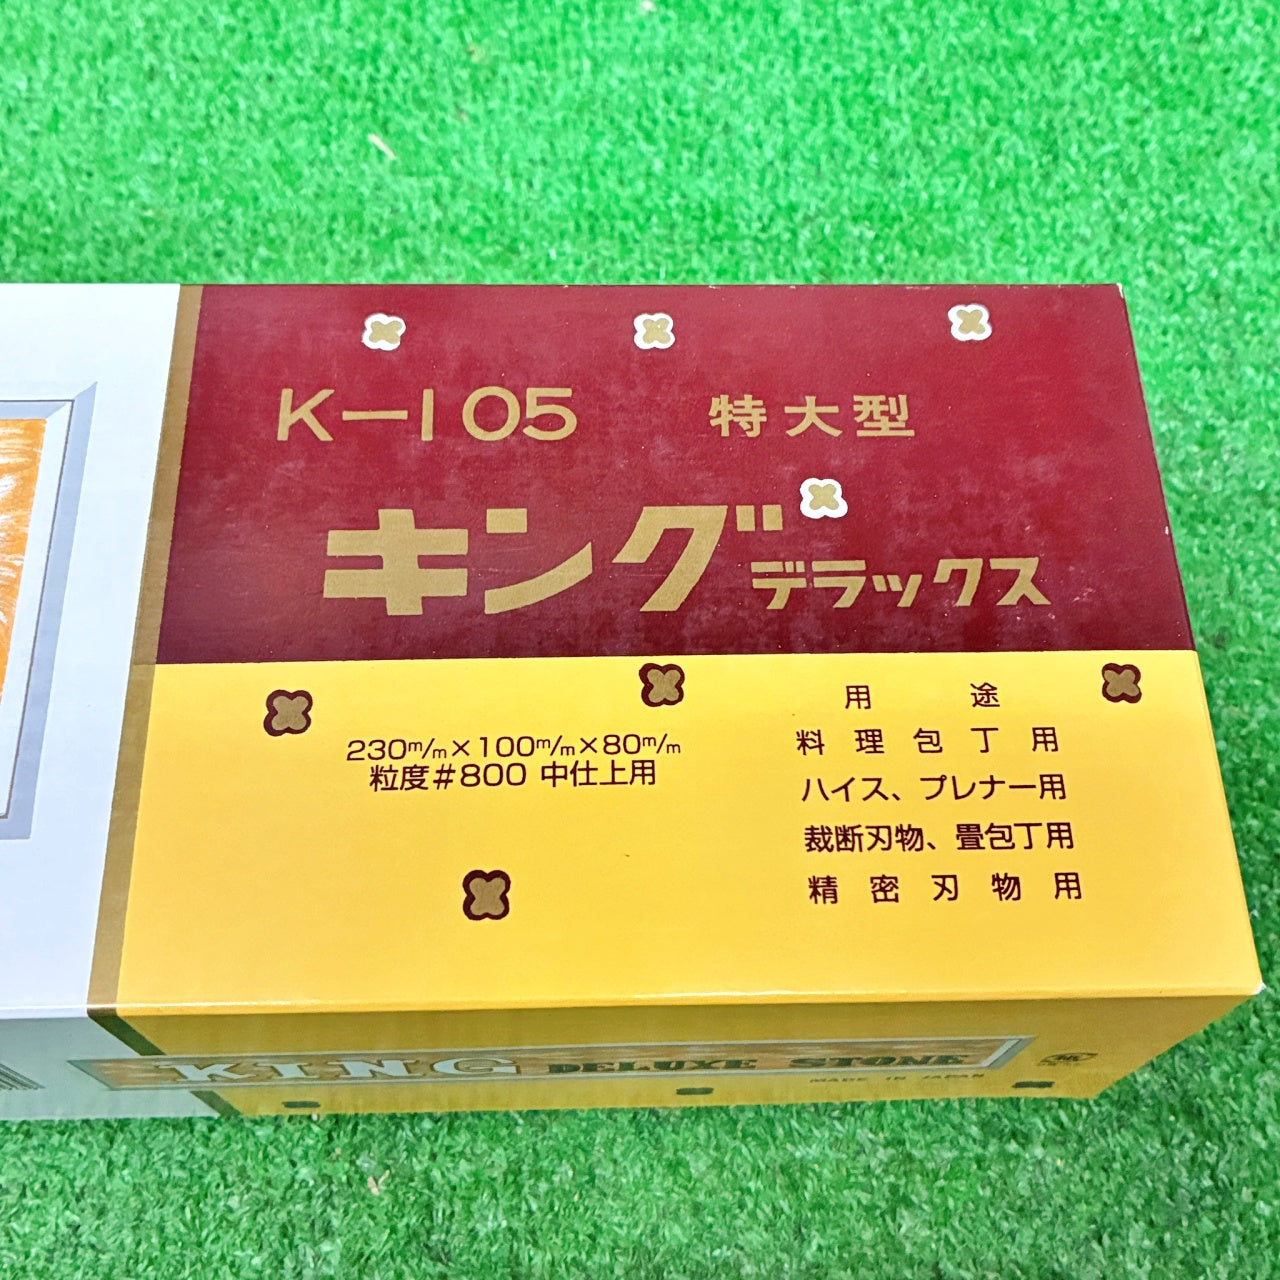 K-105 特大型
キングデラックス
230m/m×100m/m×80m/m
粒度#800 中仕上用
用途
料理包丁用
ハイス、プレナー用
裁断刃物、畳包丁用
精密刃物用
KING DELUXE STONE
MADE IN JAPAN